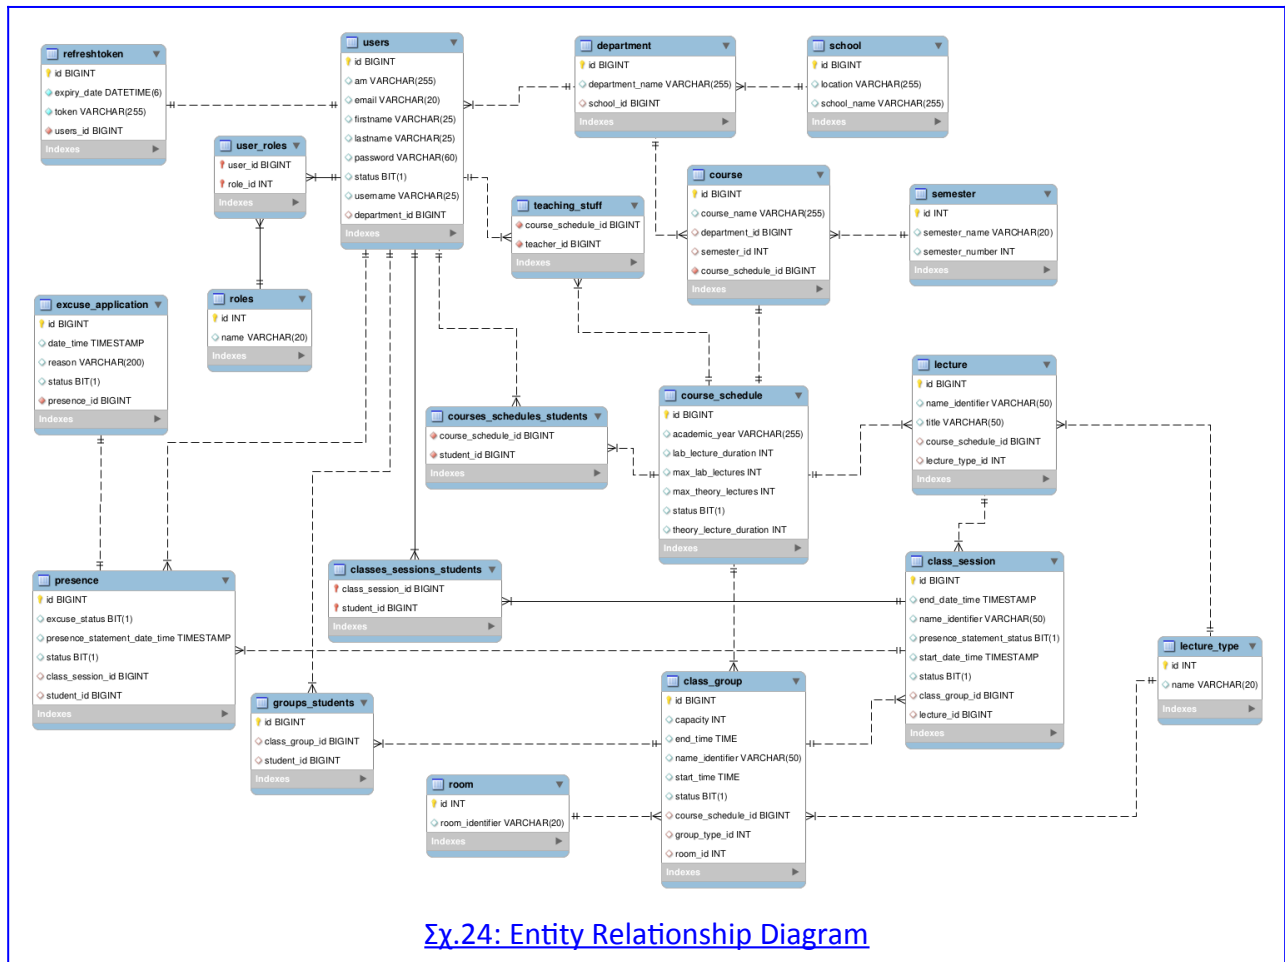 refreshtoken
id BIGINT
expiry_date DATETIME(6)
token VARCHAR(255)
users_id BIGINT
Indexes
users
id BIGINT
am VARCHAR(255)
email VARCHAR(20)
firstname VARCHAR(25)
lastname VARCHAR(25)
password VARCHAR(60)
status BIT(1)
username VARCHAR(25)
department_id BIGINT
Indexes
department
id BIGINT
department_name VARCHAR(255)
school_id BIGINT
Indexes
school
id BIGINT
location VARCHAR(255)
school_name VARCHAR(255)
Indexes
user_roles
user_id BIGINT
role_id INT
Indexes
teaching_stuff
course_schedule_id BIGINT
teacher_id BIGINT
Indexes
course
id BIGINT
course_name VARCHAR(255)
department_id BIGINT
semester_id INT
course_schedule_id BIGINT
Indexes
semester
id INT
semester_name VARCHAR(20)
semester_number INT
Indexes
excuse_application
id BIGINT
date_time TIMESTAMP
reason VARCHAR(200)
status BIT(1)
presence_id BIGINT
Indexes
roles
id INT
name VARCHAR(20)
Indexes
courses_schedules_students
course_schedule_id BIGINT
student_id BIGINT
Indexes
course_schedule
id BIGINT
academic_year VARCHAR(255)
lab_lecture_duration INT
max_lab_lectures INT
max_theory_lectures INT
status BIT(1)
theory_lecture_duration INT
Indexes
lecture
id BIGINT
name_identifier VARCHAR(50)
title VARCHAR(50)
course_schedule_id BIGINT
lecture_type_id INT
Indexes
presence
id BIGINT
excuse_status BIT(1)
presence_statement_date_time TIMESTAMP
status BIT(1)
class_session_id BIGINT
student_id BIGINT
Indexes
classes_sessions_students
class_session_id BIGINT
student_id BIGINT
Indexes
class_session
id BIGINT
end_date_time TIMESTAMP
name_identifier VARCHAR(50)
presence_statement_status BIT(1)
start_date_time TIMESTAMP
status BIT(1)
class_group_id BIGINT
lecture_id BIGINT
Indexes
lecture_type
id INT
name VARCHAR(20)
Indexes
groups_students
id BIGINT
class_group_id BIGINT
student_id BIGINT
Indexes
class_group
id BIGINT
capacity INT
end_time TIME
name_identifier VARCHAR(50)
start_time TIME
status BIT(1)
course_schedule_id BIGINT
group_type_id INT
room_id INT
Indexes
room
id INT
room_identifier VARCHAR(20)
Indexes
Σχ.24: Entity Relationship Diagram